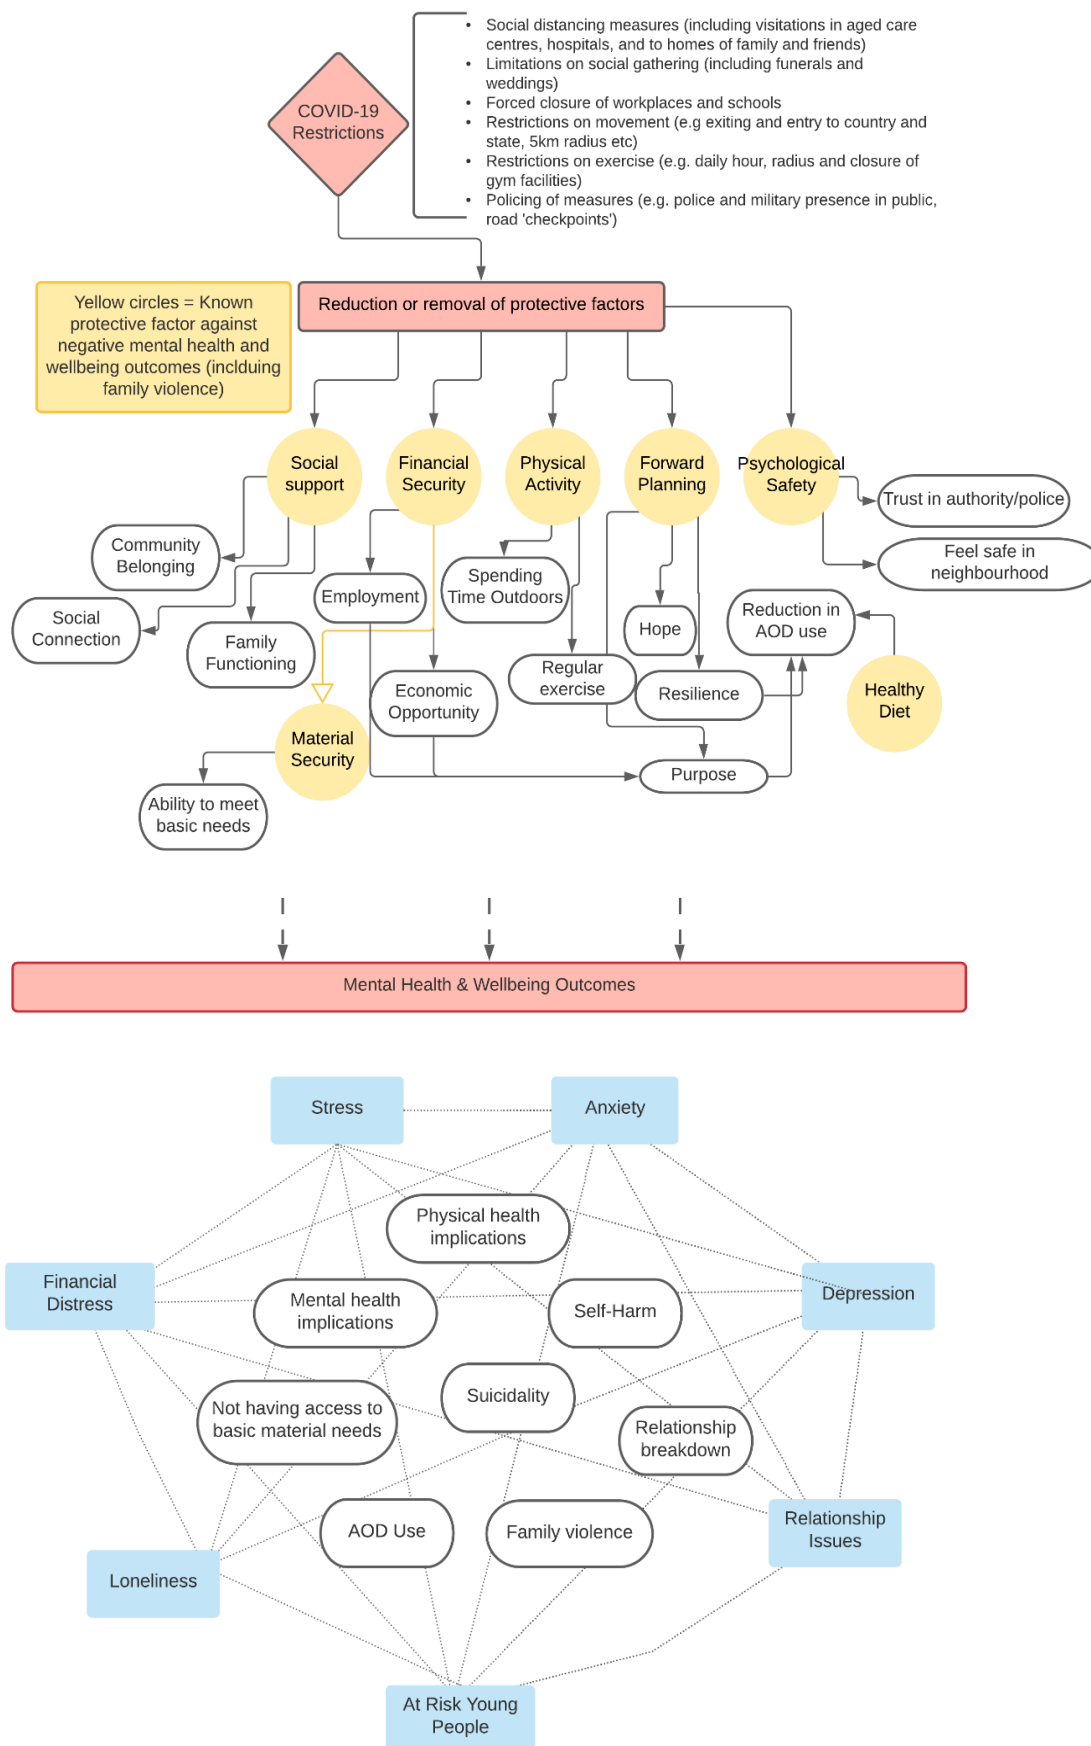 • Social distancing measures (including visitations in aged care
centres, hospitals, and to homes of family and friends)
• Limitations on social gathering (including funerals and
weddings)
• Forced closure of workplaces and schools
• Restrictions on movement (e.g exiting and entry to country and
state, 5km radius etc)
• Restrictions on exercise (e.g. daily hour, radius and closure of
gym facilities)
• Policing of measures (e.g. police and military presence in public,
road 'checkpoints')
COVID-19
Restrictions
Yellow circles = Known
protective factor against
negative mental health and
wellbeing outcomes (inclduing
family violence)
Reduction or removal of protective factors
Social
support
Financial
Security
Physical
Activity
Forward
Planning
Psychological
Safety
Trust in authority/police
Community
Belonging
Feel safe in
neighbourhood
Spending
Time Outdoors
Employment
Social
Connection
Family
Functioning
Hope
Reduction in
AOD use
Regular
exercise
Resilience
Economic
Opportunity
Healthy
Diet
Material
Security
Purpose
Ability to meet
basic needs
Mental Health & Wellbeing Outcomes
Stress
Anxiety
Physical health
implications
Financial
Distress
Mental health
implications
Self-Harm
Depression
Suicidality
Not having access to
basic material needs
Relationship
breakdown
AOD Use
Family violence
Relationship
Issues
Loneliness
At Risk Young
People